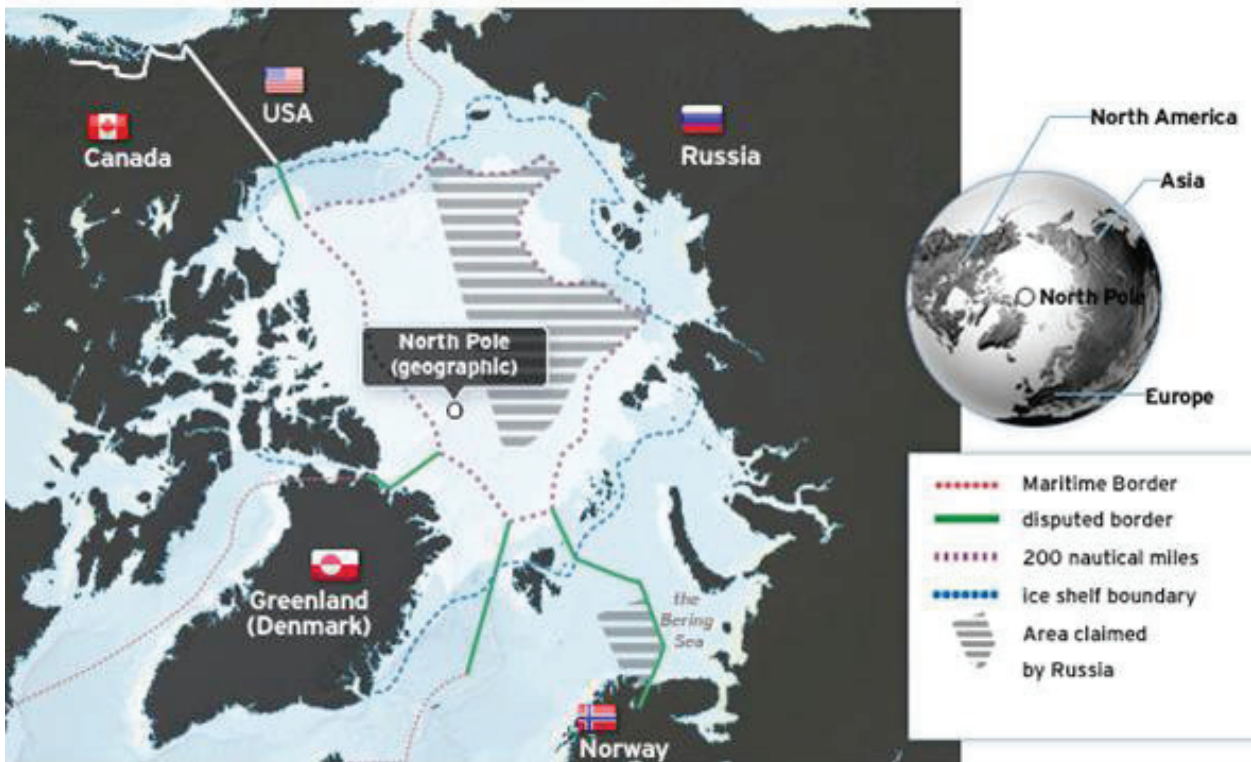 USA
Canada
Russia
North Pole
(geographic)
Greenland
(Denmark)
the
Bering
Sea
Norway
North America
Asia
North Pole
Europe
Maritime Border
disputed border
200 nautical miles
ice shelf boundary
Area claimed
by Russia